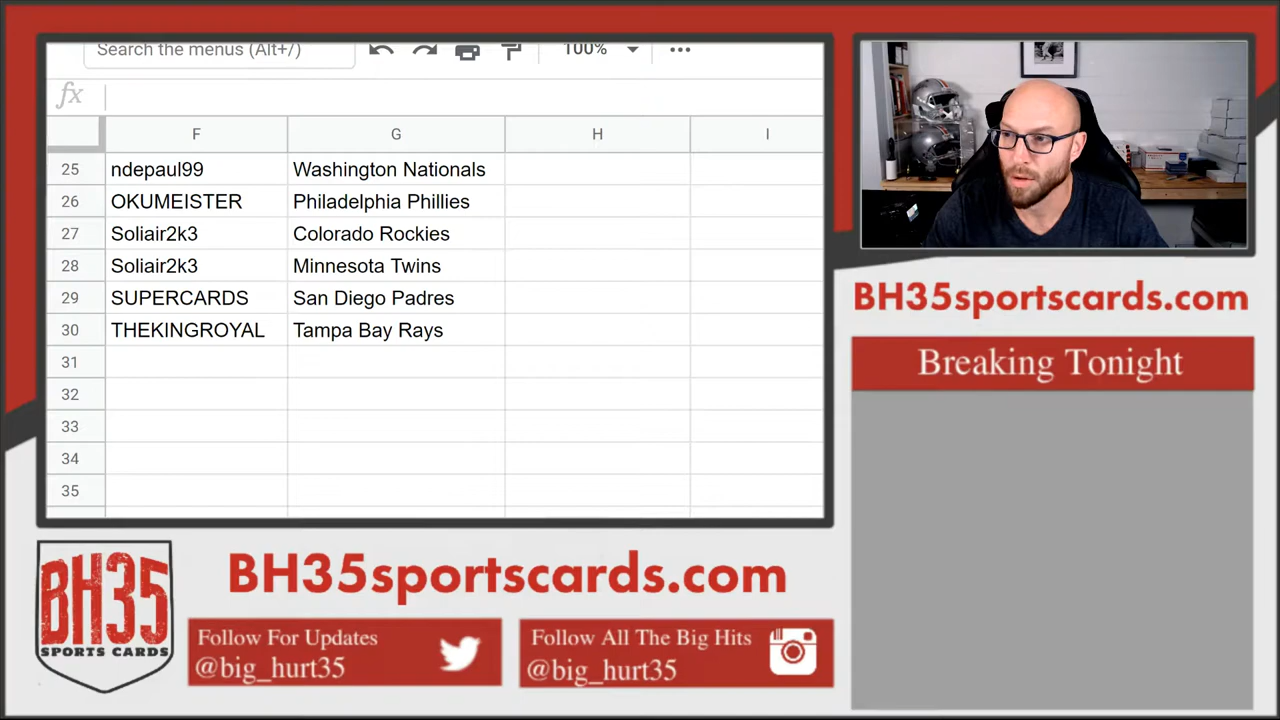 Search the menus (Alt+/)
100%
fx
F G H I
25 ndepaul99 Washington Nationals
26 OKUMEISTER Philadelphia Phillies
27 Soliair2k3 Colorado Rockies
28 Soliair2k3 Minnesota Twins
29 SUPERCARDS San Diego Padres
30 THEKINGROYAL Tampa Bay Rays
31
32
33
34
35
BH35sportscards.com
Breaking Tonight
BH35
SPORTS CARDS
BH35sportscards.com
Follow For Updates
@big_hurt35
Follow All The Big Hits
@big_hurt35